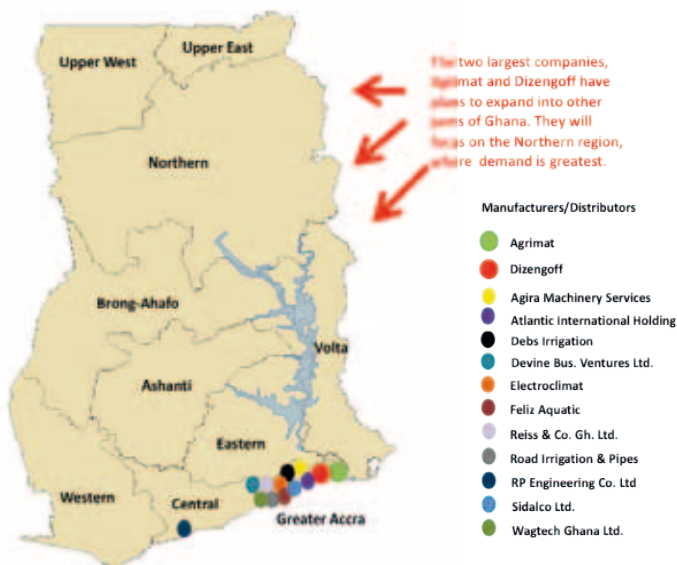 Upper East
Upper West
two largest companies,
and Dizengoff have
to expand into other
of Ghana. They will
on the Northern region,
demand is greatest.
Northern
Manufacturers/Distributors
Agrimat
Dizengoff
Agira Machinery Services
Atlantic International Holding
Debs Irrigation
Devine Bus. Ventures Ltd.
Electroclimat
Feliz Aquatic
Reiss & Co. Gh. Ltd.
Road Irrigation & Pipes
RP Engineering Co. Ltd
Sidalco Ltd.
Wagtech Ghana Ltd.
Brong-Ahafo
Volta
Ashanti
Eastern
Western
Central
Greater Accra